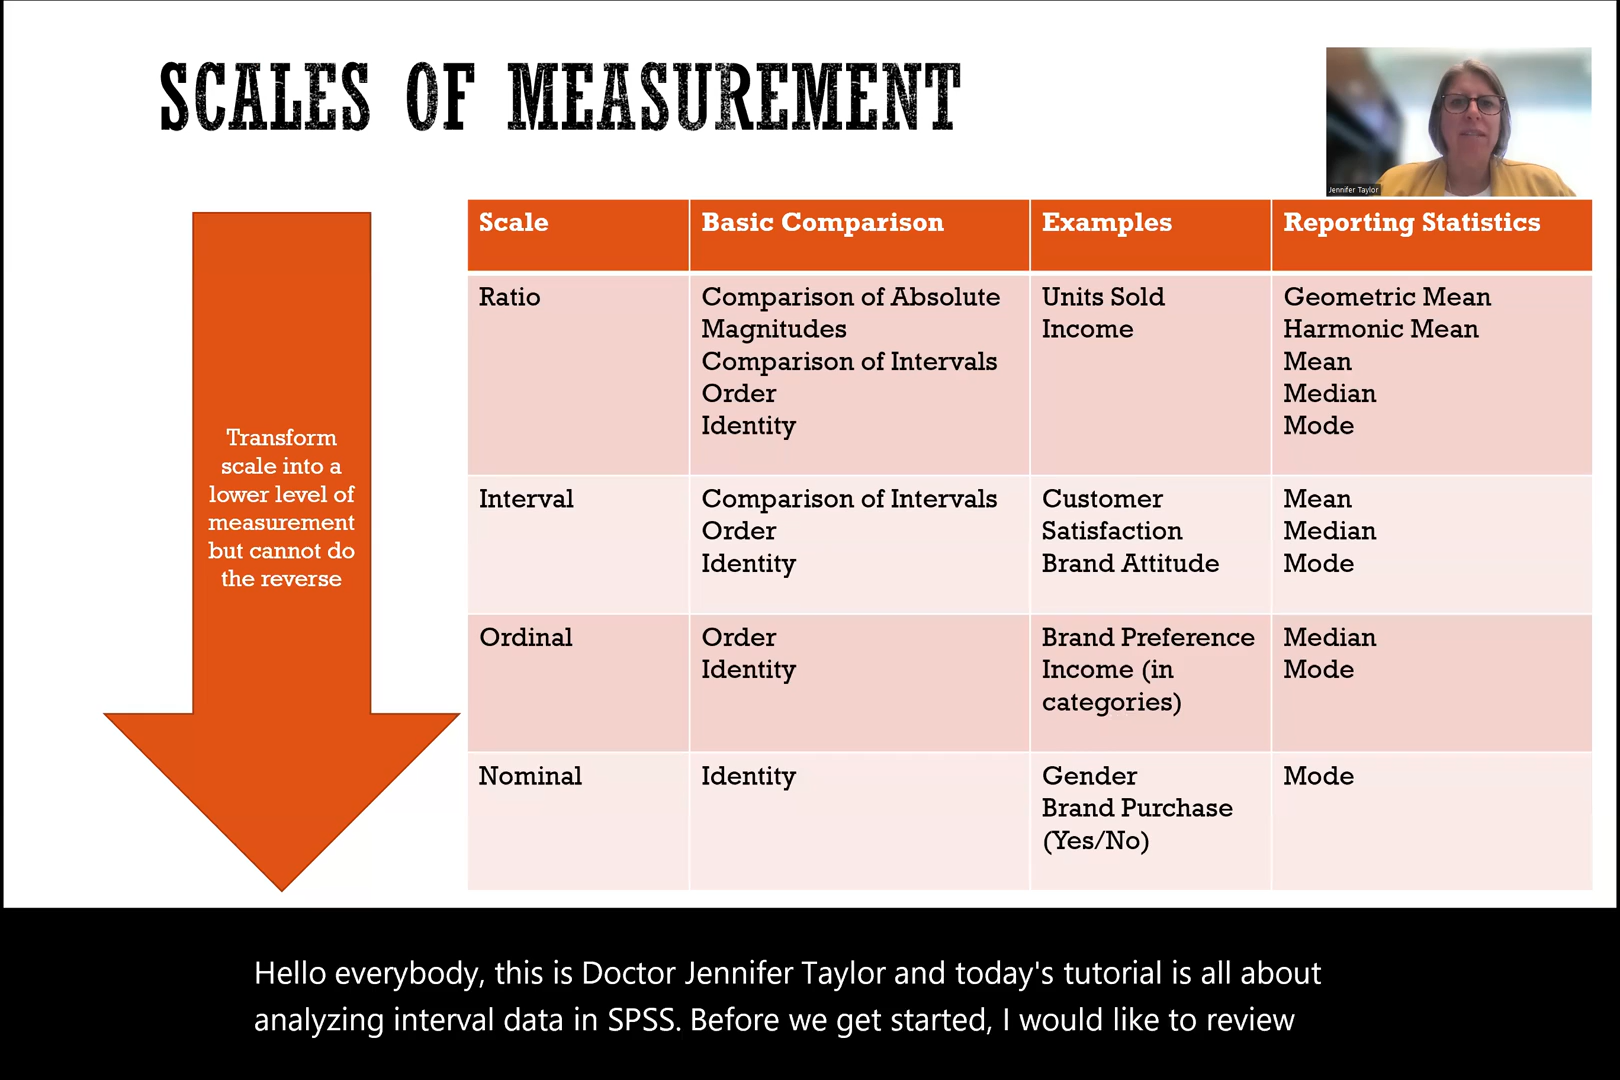 SCALES OF MEASUREMENT
Jennifer Taylor
Transform
scale into a
lower level of
measurement
but cannot do
the reverse
Scale Basic Comparison Examples Reporting Statistics
Ratio
Comparison of Absolute
Magnitudes
Comparison of Intervals
Order
Identity
Units Sold
Income
Geometric Mean
Harmonic Mean
Mean
Median
Mode
Interval
Comparison of Intervals
Order
Identity
Customer
Satisfaction
Brand Attitude
Mean
Median
Mode
Ordinal
Order
Identity
Brand Preference
Income (in
categories)
Median
Mode
Nominal
Identity
Gender
Brand Purchase
(Yes/No)
Mode
Hello everybody, this is Doctor Jennifer Taylor and today's tutorial is all about
analyzing interval data in SPSS. Before we get started, I would like to review